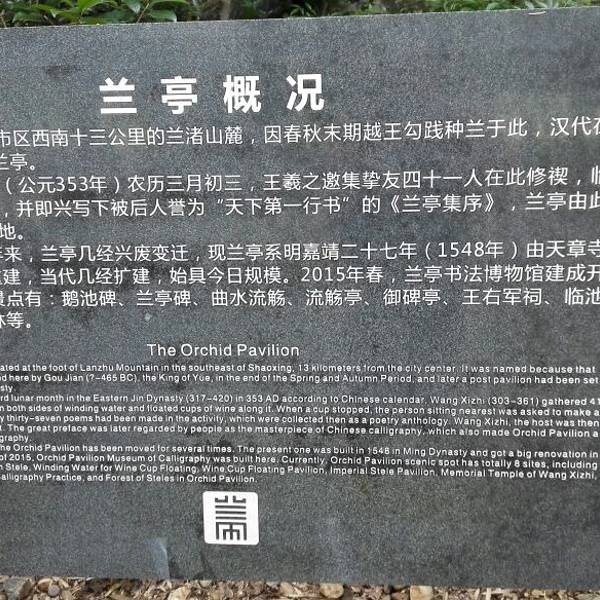 兰亭概况
市区西南十三公里的兰渚山麓，因春秋末期越王勾践种兰于此，汉代在
兰亭。
（公元353年）农历三月初三，王羲之邀集挚友四十一人在此修禊，临
，并即兴写下被后人誉为“天下第一行书”的《兰亭集序》，兰亭由此
地。
年来，兰亭几经兴废变迁，现兰亭系明嘉靖二十七年（1548年）由天章寺
建，当代几经扩建，始具今日规模。2015年春，兰亭书法博物馆建成开
景点有：鹅池碑、兰亭碑、曲水流觞、流觞亭、御碑亭、王右军祠、临池
林等。
The Orchid Pavilion
ated at the foot of Lanzhu Mountain in the southeast of Shaoxing, 13 kilometers from the city center. It was named because that
ed here by Gou Jian (?-465 BC), the King of Yue, in the end of the Spring and Autumn Period, and later a post pavilion had been set
sty.
rd lunar month in the Eastern Jin Dynasty (317-420) in 353 AD according to Chinese calendar, Wang Xizhi (303-361) gathered 41
n both sides of winding water and floated cups of wine along it. When a cup stopped, the person sitting nearest was asked to make a
y thirty-seven poems had been made in the activity, which were collected then as a poetry anthology. Wang Xizhi, the host was then
t. The great preface was later regarded by people as the masterpiece of Chinese calligraphy, which also made Orchid Pavilion a
graphy.
he Orchid Pavilion has been moved for several times. The present one was built in 1548 in Ming Dynasty and got a big renovation in
of 2015, Orchid Pavilion Museum of Calligraphy was built here. Currently, Orchid Pavilion scenic spot has totally 8 sites, including
n Stele, Winding Water for Wine Cup Floating, Wine Cup Floating Pavilion, Imperial Stele Pavilion, Memorial Temple of Wang Xizhi,
alligraphy Practice, and Forest of Steles in Orchid Pavilion.